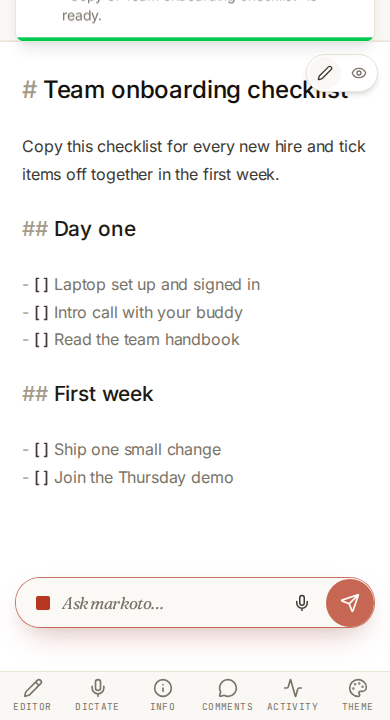 ready.
# Team onboarding checklist
Copy this checklist for every new hire and tick
items off together in the first week.
## Day one
- [ ] Laptop set up and signed in
- [ ] Intro call with your buddy
- [ ] Read the team handbook
## First week
- [ ] Ship one small change
- [ ] Join the Thursday demo
Ask markoto...
EDITOR DICTATE INFO COMMENTS ACTIVITY THEME